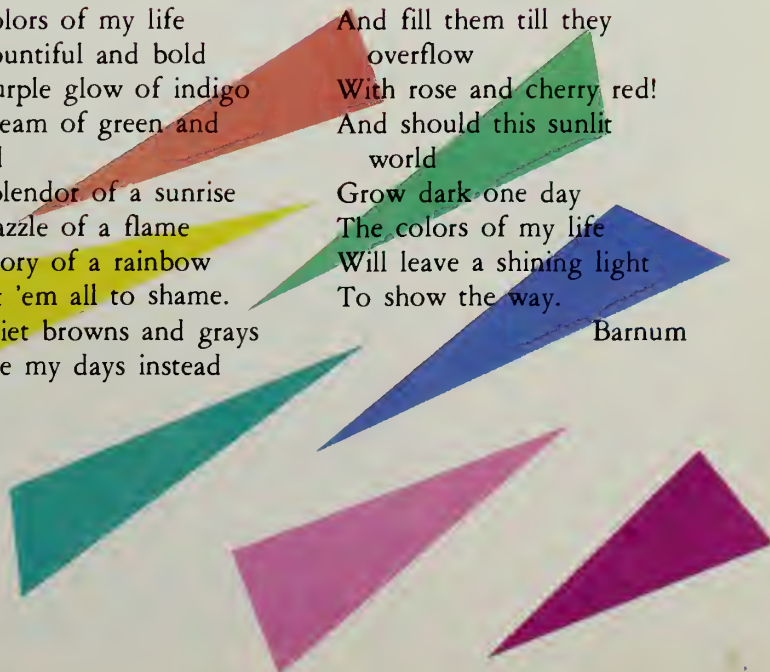 olors of my life
ountiful and bold
urple glow of indigo
eam of green and
plendor of a sunrise
azzle of a flame
ory of a rainbow
t 'em all to shame.
iet browns and grays
e my days instead
And fill them till they
overflow
With rose and cherry red!
And should this sunlit
world
Grow dark one day
The colors of my life
Will leave a shining light
To show the way.
Barnum